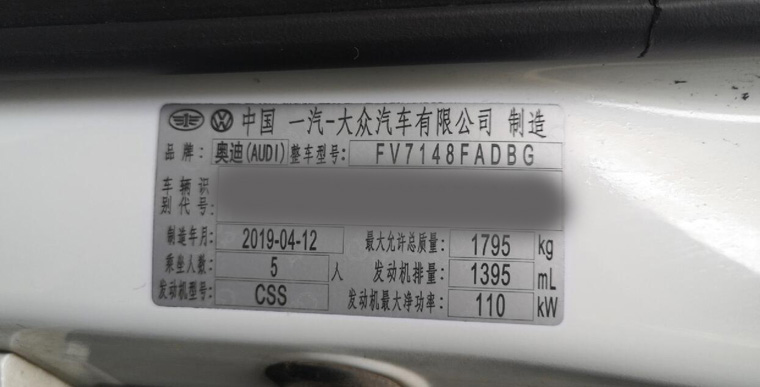 中国 一汽-大众汽车有限公司 制造
品牌: 奥迪(AUDI) 整车型号: FV7148FADBG
车辆识
别代号:
制造年月: 2019-04-12 最大允许总质量: 1795 kg
乘坐人数: 5 人 发动机排量: 1395 mL
发动机型号: CSS 发动机最大净功率: 110 kW